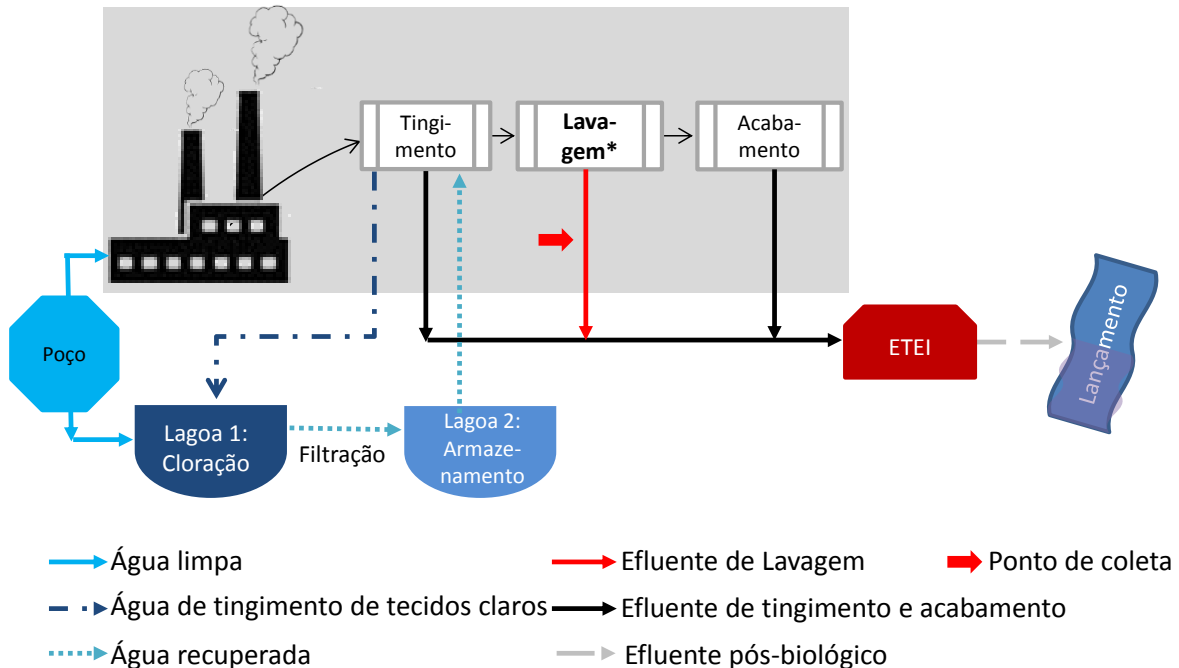 Tingi-
mento
Lava-
gem*
Acaba-
mento
Poço
ETEI
Lançamento
Lagoa 1:
Cloração
Filtração
Lagoa 2:
Armaze-
namento
Água limpa
Efluente de Lavagem
Ponto de coleta
Água de tingimento de tecidos claros
Efluente de tingimento e acabamento
Água recuperada
Efluente pós-biológico